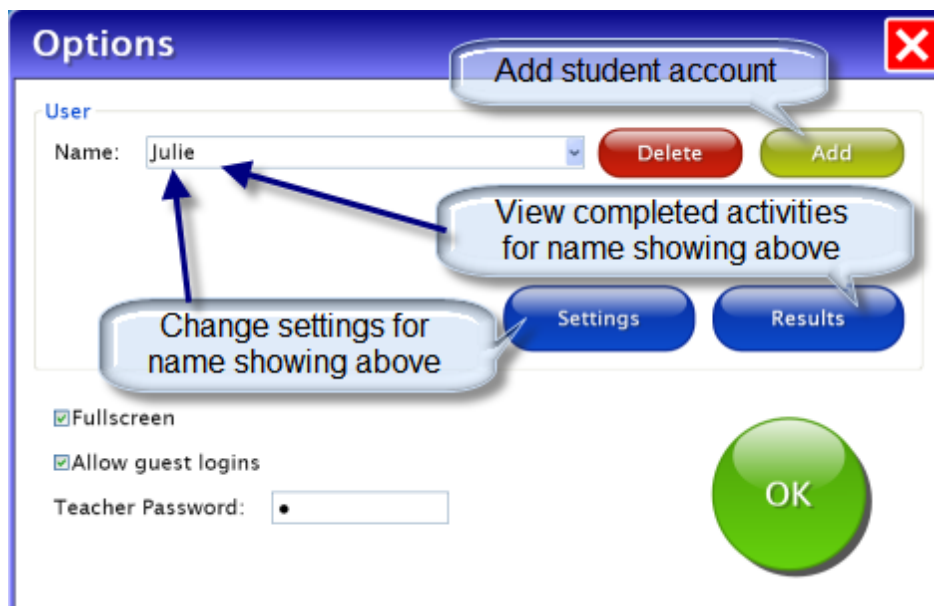 Options
Add student account
User
Name: Julie Delete Add
View completed activities
for name showing above
Settings Results
Change settings for
name showing above
Fullscreen
Allow guest logins
Teacher Password: •
OK